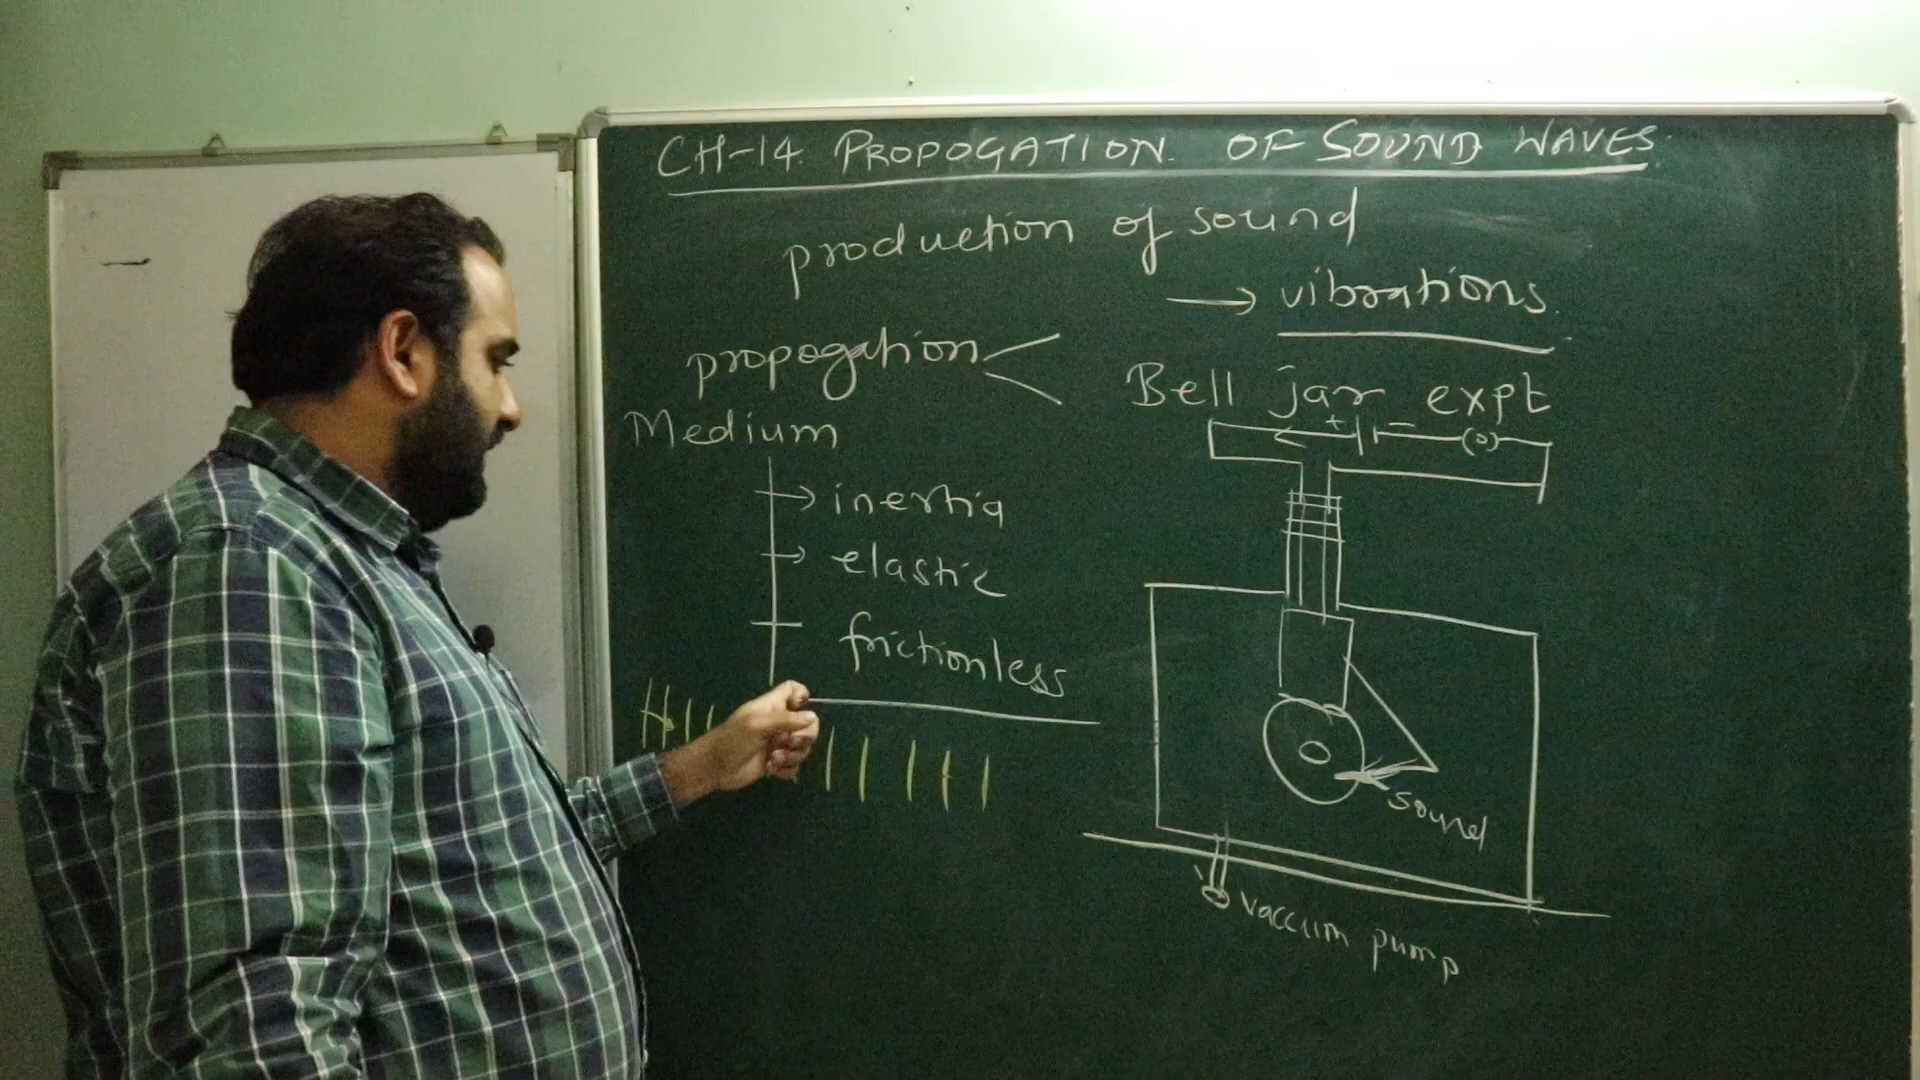 CH-14. PROPOGATION. OF SOUND WAVES.
production of sound
→ vibrations.
propogation
Medium
→ inertia
→ elastic
frictionless
Bell jar expt
+ -
(o)
sound
vaccum pump